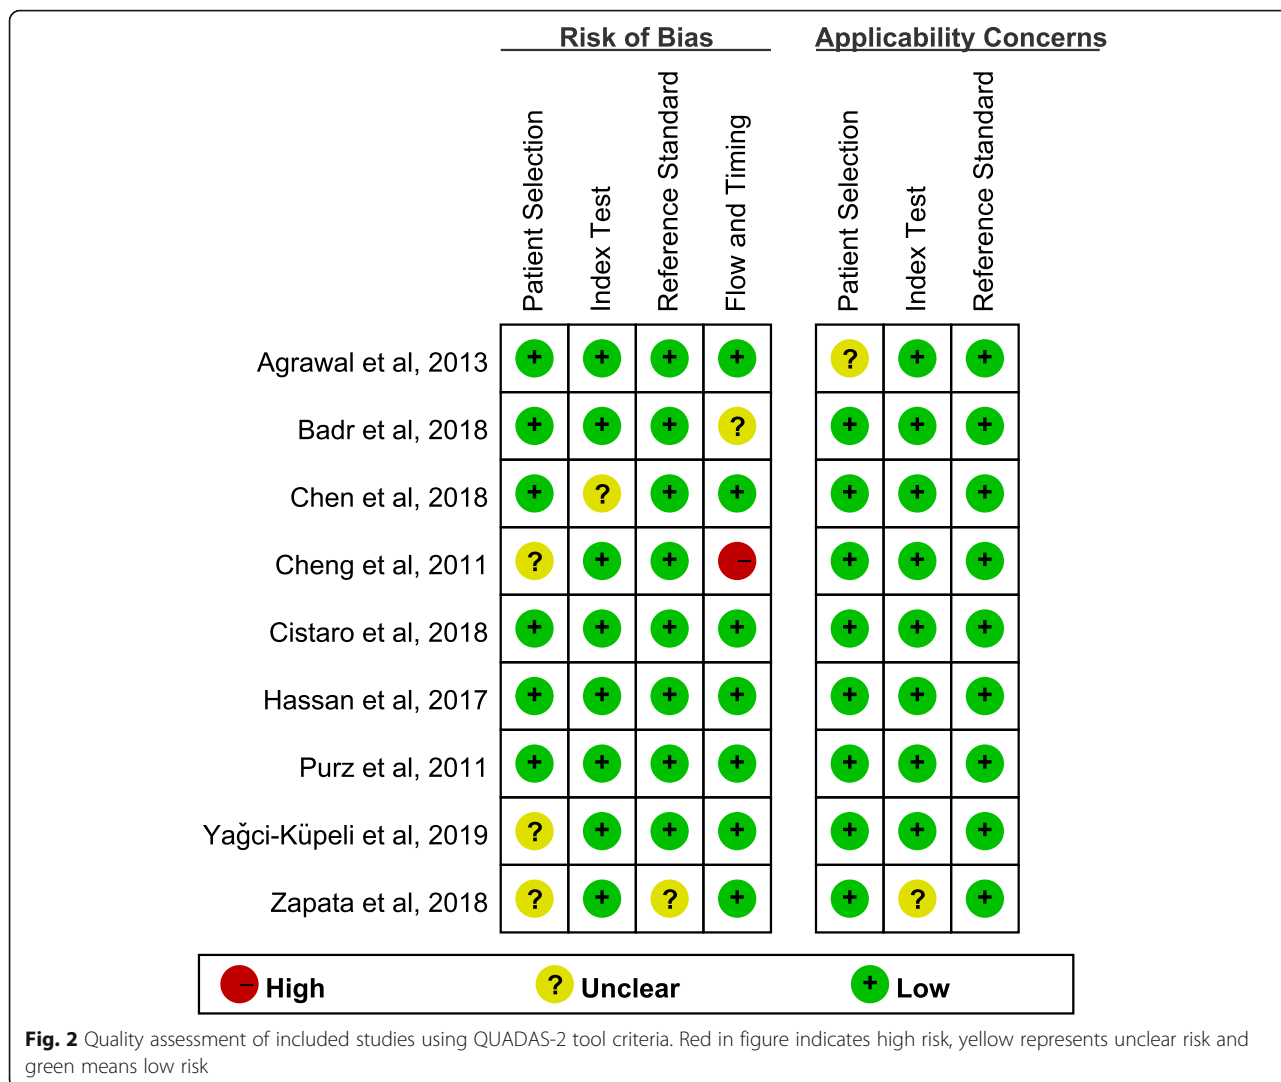 Risk of Bias
Applicability Concerns
Patient Selection
Index Test
Reference Standard
Flow and Timing
Patient Selection
Index Test
Reference Standard
Agrawal et al, 2013 + + + + ? + +
Badr et al, 2018 + + + ? + + +
Chen et al, 2018 + ? + + + + +
Cheng et al, 2011 ? + + – + + +
Cistaro et al, 2018 + + + + + + +
Hassan et al, 2017 + + + + + + +
Purz et al, 2011 + + + + + + +
Yağci-Küpeli et al, 2019 ? + + + + + +
Zapata et al, 2018 ? + ? + + ? +
– High ? Unclear + Low
Fig. 2 Quality assessment of included studies using QUADAS-2 tool criteria. Red in figure indicates high risk, yellow represents unclear risk and
green means low risk